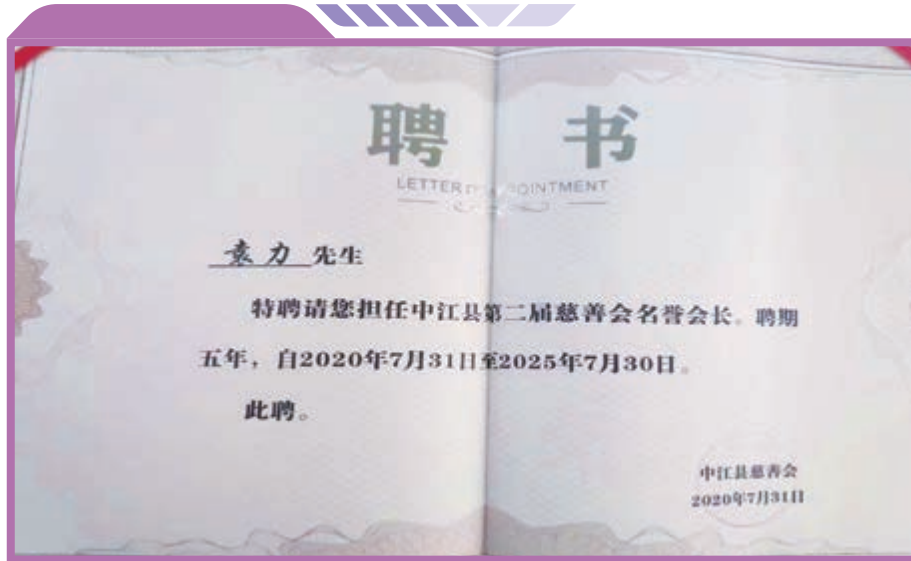 聘 书
LETTER OINTMENT
袁力 先生
特聘请您担任中江县第二届慈善会名誉会长。聘期
五年，自2020年7月31日至2025年7月30日。
此聘。
中江县慈善会
2020年7月31日